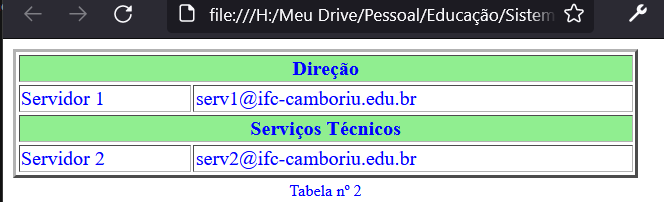 file:///H:/Meu Drive/Pessoal/Educação/Sistem
Direção
Servidor 1 serv1@ifc-camboriu.edu.br
Serviços Técnicos
Servidor 2 serv2@ifc-camboriu.edu.br
Tabela nº 2